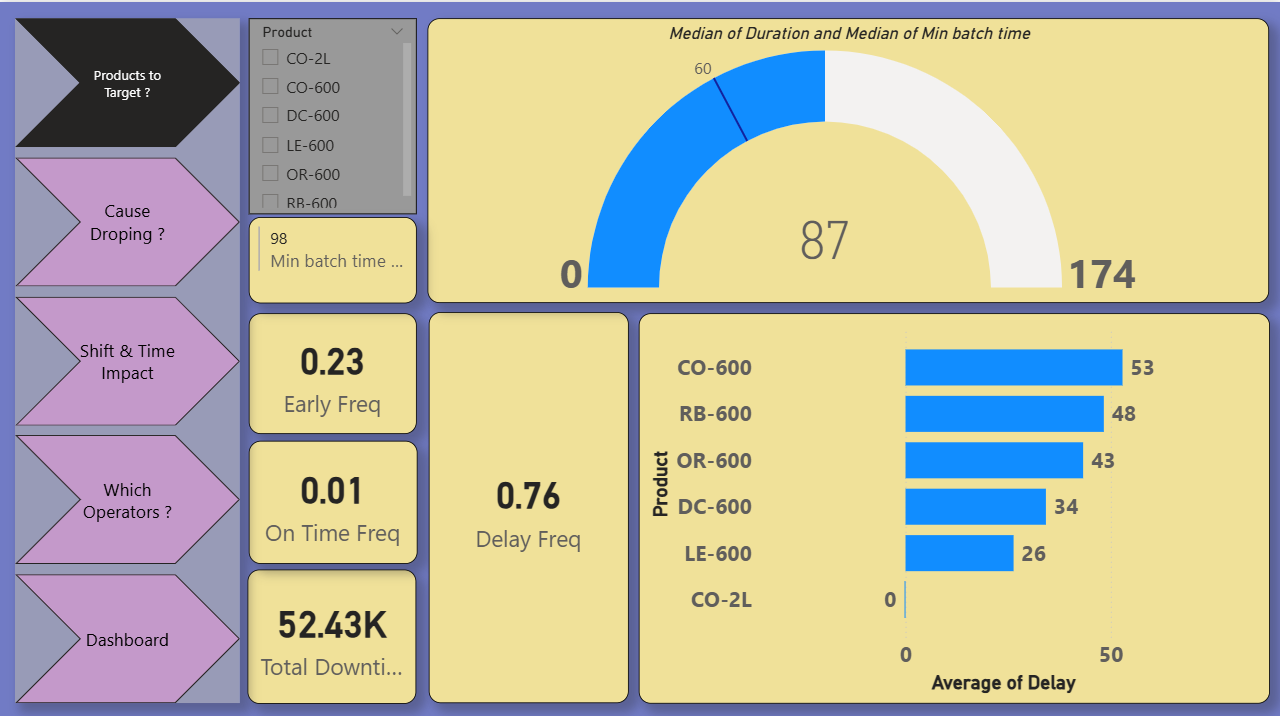 Products to
Target ?
Cause
Droping ?
Shift & Time
Impact
Which
Operators ?
Dashboard
Product
CO-2L
CO-600
DC-600
LE-600
OR-600
RB-600
98
Min batch time ...
0.23
Early Freq
0.01
On Time Freq
52.43K
Total Downti...
Median of Duration and Median of Min batch time
60
87
0
174
0.76
Delay Freq
Product
CO-600 53
RB-600 48
OR-600 43
DC-600 34
LE-600 26
CO-2L 0
0 50
Average of Delay